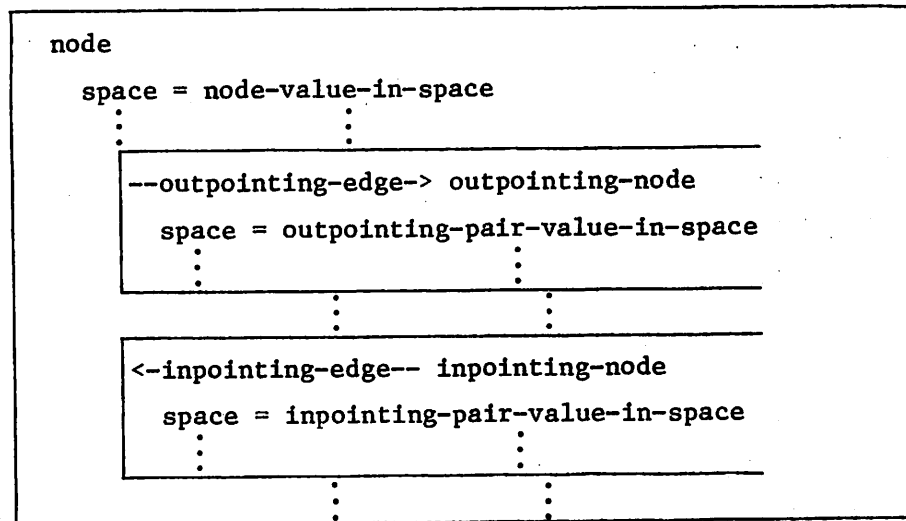 node
space = node-value-in-space
--outpointing-edge-> outpointing-node
space = outpointing-pair-value-in-space
<-inpointing-edge-- inpointing-node
space = inpointing-pair-value-in-space